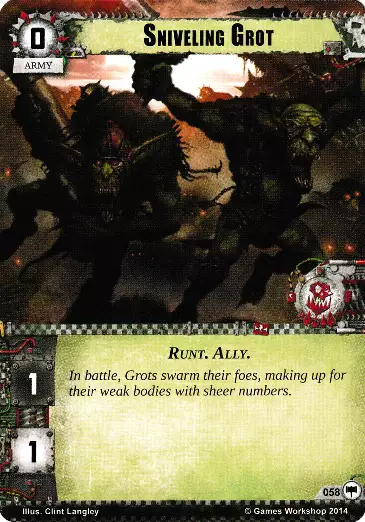 0
Sniveling Grot
ARMY
Runt. Ally.
1
In battle, Grots swarm their foes, making up for
their weak bodies with sheer numbers.
1
058
Illus. Clint Langley
© Games Workshop 2014